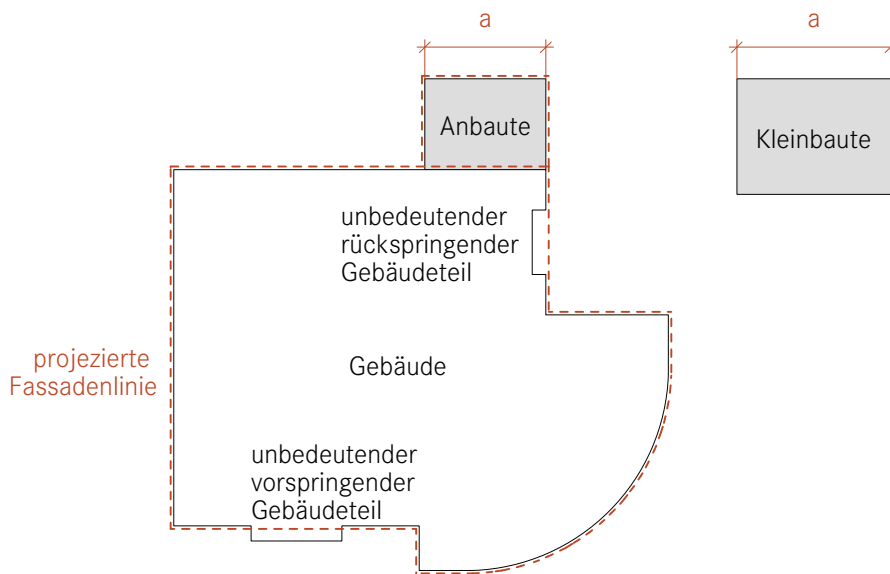 a
a
Anbaute
Kleinbaute
unbedeutender
rückspringender
Gebäudeteil
projezierte
Fassadenlinie
Gebäude
unbedeutender
vorspringender
Gebäudeteil